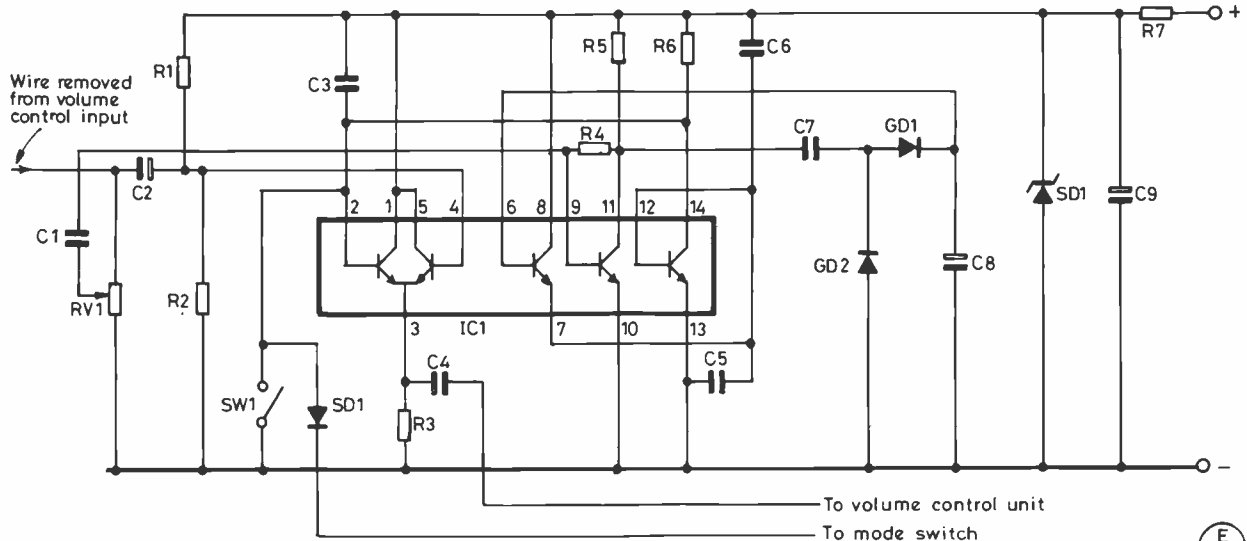 R1
C3
R5
R6
C6
R7
+
Wire removed
from volume
control input
C2
R4
C7
GD1
2
1
5
4
6
8
9
11
12
14
C1
SD1
C9
GD2
C8
RV1
R2
3
IC1
7
10
13
C4
C5
SW1
SD1
R3
-
To volume control unit
To mode switch
E